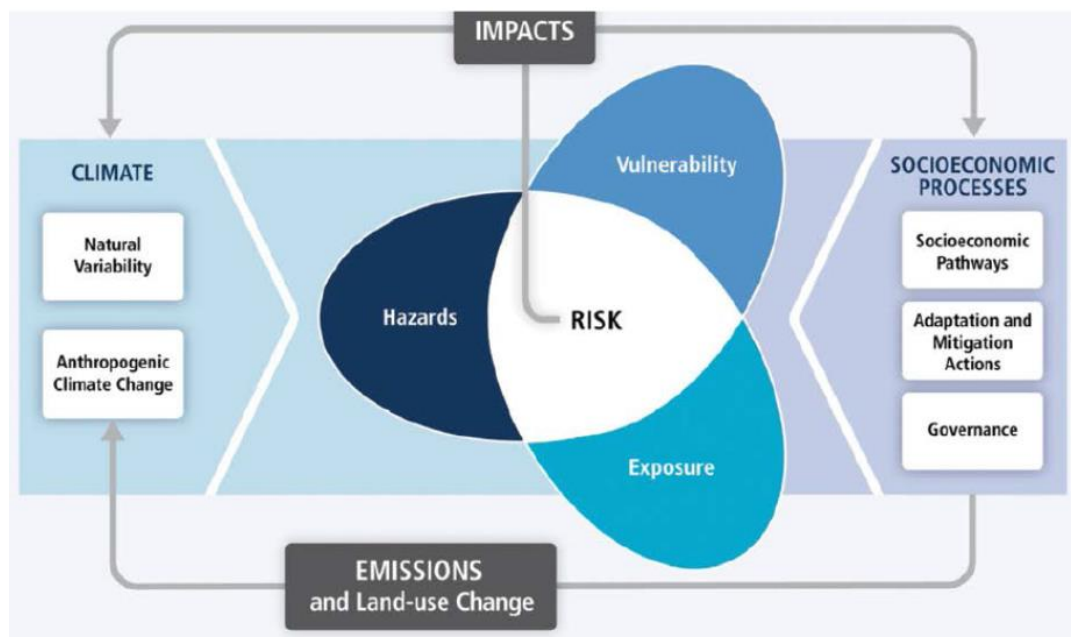 IMPACTS
CLIMATE
Natural
Variability
Anthropogenic
Climate Change
Vulnerability
Hazards
RISK
Exposure
SOCIOECONOMIC
PROCESSES
Socioeconomic
Pathways
Adaptation and
Mitigation
Actions
Governance
EMISSIONS
and Land-use Change